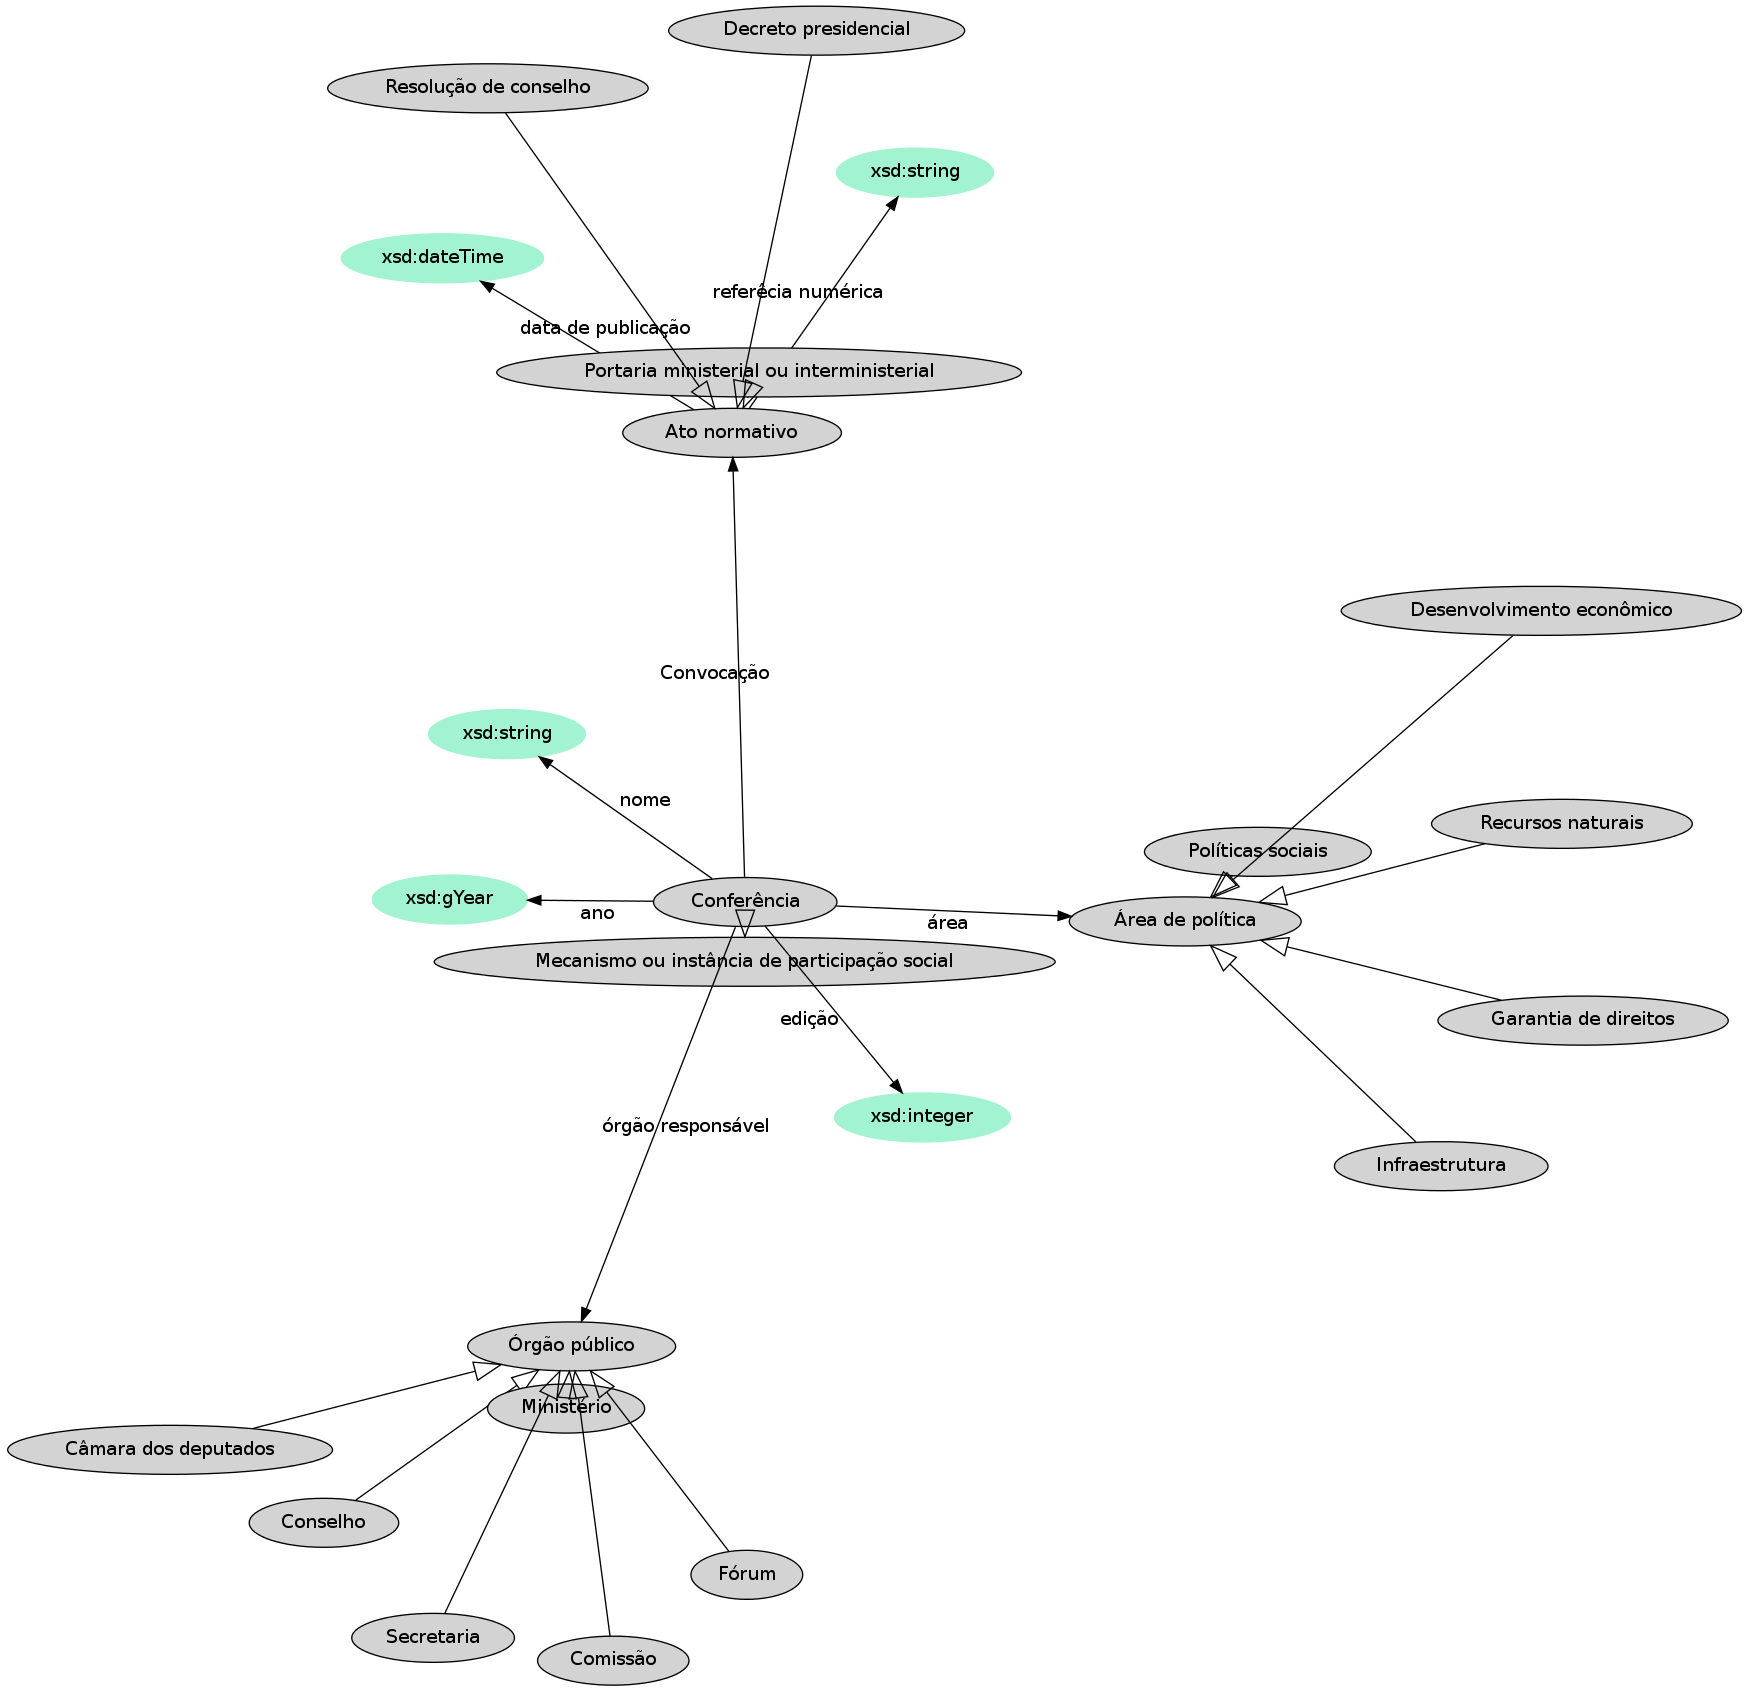 Decreto presidencial
Resolução de conselho
xsd:string
xsd:dateTime
referêcia numérica
data de publicação
Portaria ministerial ou interministerial
Ato normativo
Desenvolvimento econômico
Convocação
xsd:string
nome
Recursos naturais
Políticas sociais
xsd:gYear
ano
Conferência
área
Área de política
Mecanismo ou instância de participação social
edição
Garantia de direitos
xsd:integer
órgão responsável
Infraestrutura
Órgão público
Ministério
Câmara dos deputados
Conselho
Fórum
Secretaria
Comissão